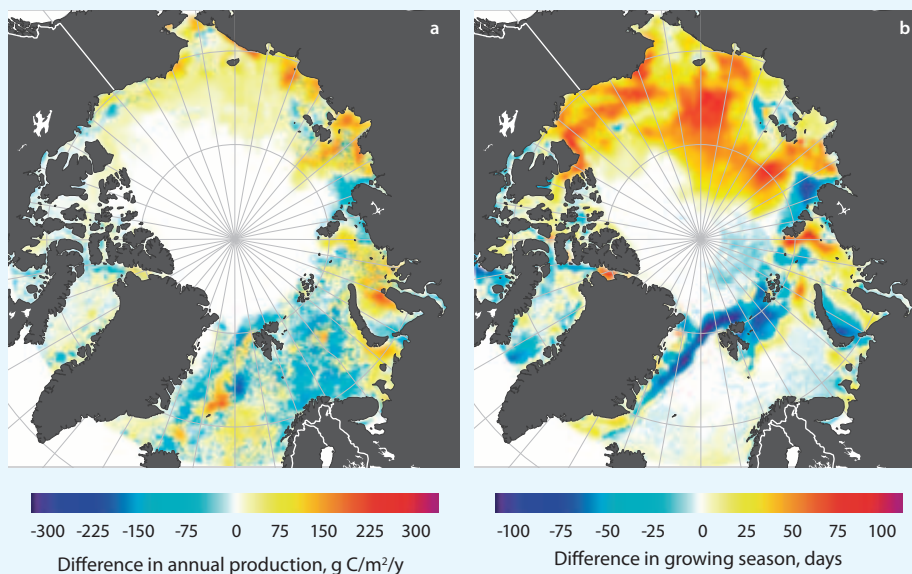 a
b
-300 -225 -150 -75 0 75 150 225 300
Difference in annual production, g C/m²/y
-100 -75 -50 -25 0 25 50 75 100
Difference in growing season, days